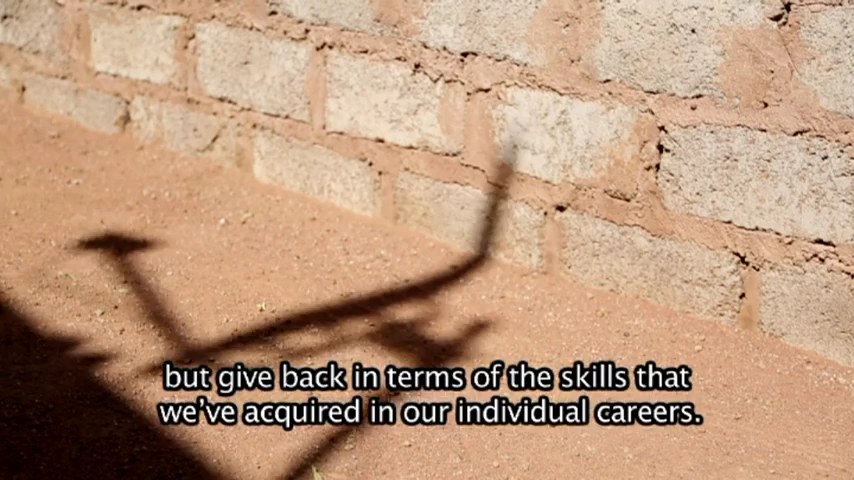 but give back in terms of the skills that
we've acquired in our individual careers.